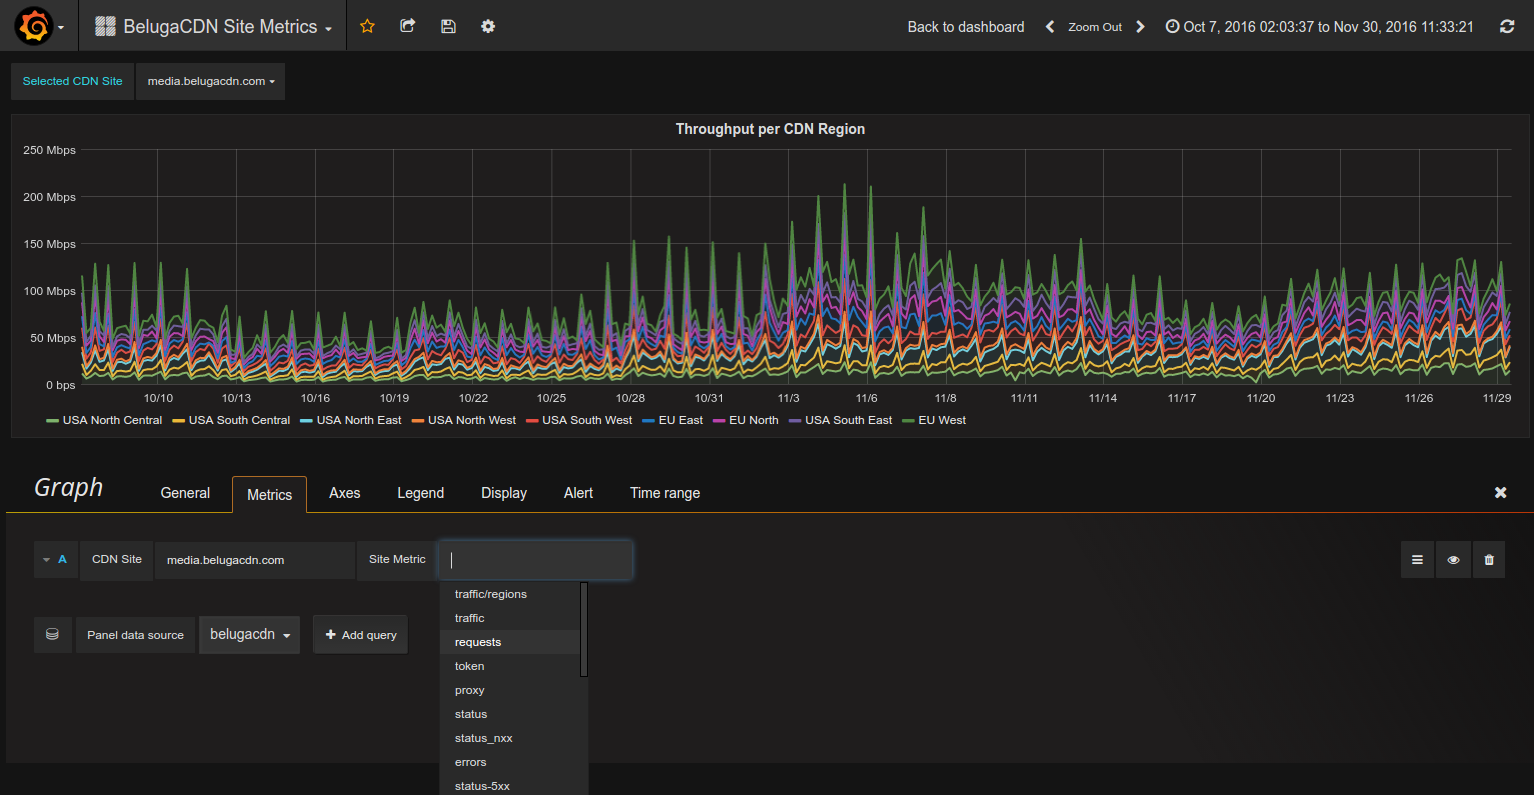 BelugaCDN Site Metrics Back to dashboard Zoom Out Oct 7, 2016 02:03:37 to Nov 30, 2016 11:33:21
Selected CDN Site media.belugacdn.com
Throughput per CDN Region
250 Mbps
200 Mbps
150 Mbps
100 Mbps
50 Mbps
0 bps
10/10 10/13 10/16 10/19 10/22 10/25 10/28 10/31 11/3 11/6 11/8 11/11 11/14 11/17 11/20 11/23 11/26 11/29
USA North Central USA South Central USA North East USA North West USA South West EU East EU North USA South East EU West
Graph General Metrics Axes Legend Display Alert Time range
A CDN Site media.belugacdn.com Site Metric
traffic/regions
traffic
Panel data source belugacdn Add query
requests
token
proxy
status
status_nxx
errors
status-5xx